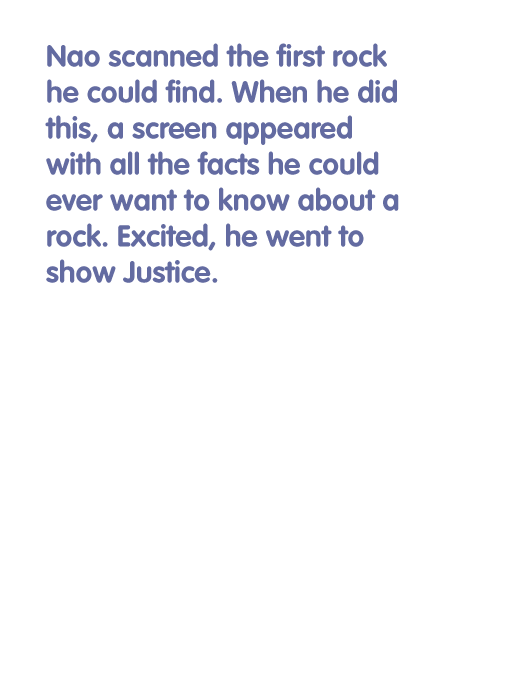 Nao scanned the first rock
he could find. When he did
this, a screen appeared
with all the facts he could
ever want to know about a
rock. Excited, he went to
show Justice.